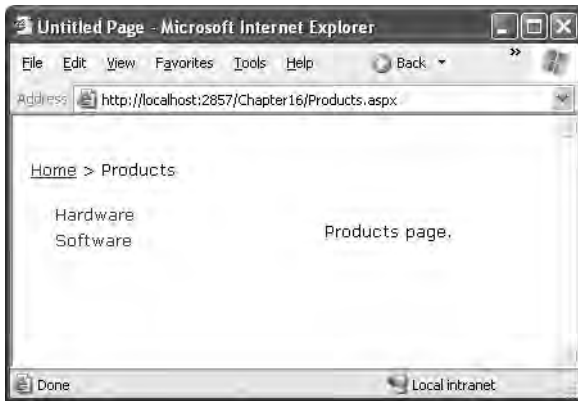 Untitled Page - Microsoft Internet Explorer
File Edit View Favorites Tools Help Back »
Address http://localhost:2857/Chapter16/Products.aspx
Home > Products
Hardware
Software
Products page.
Done Local intranet